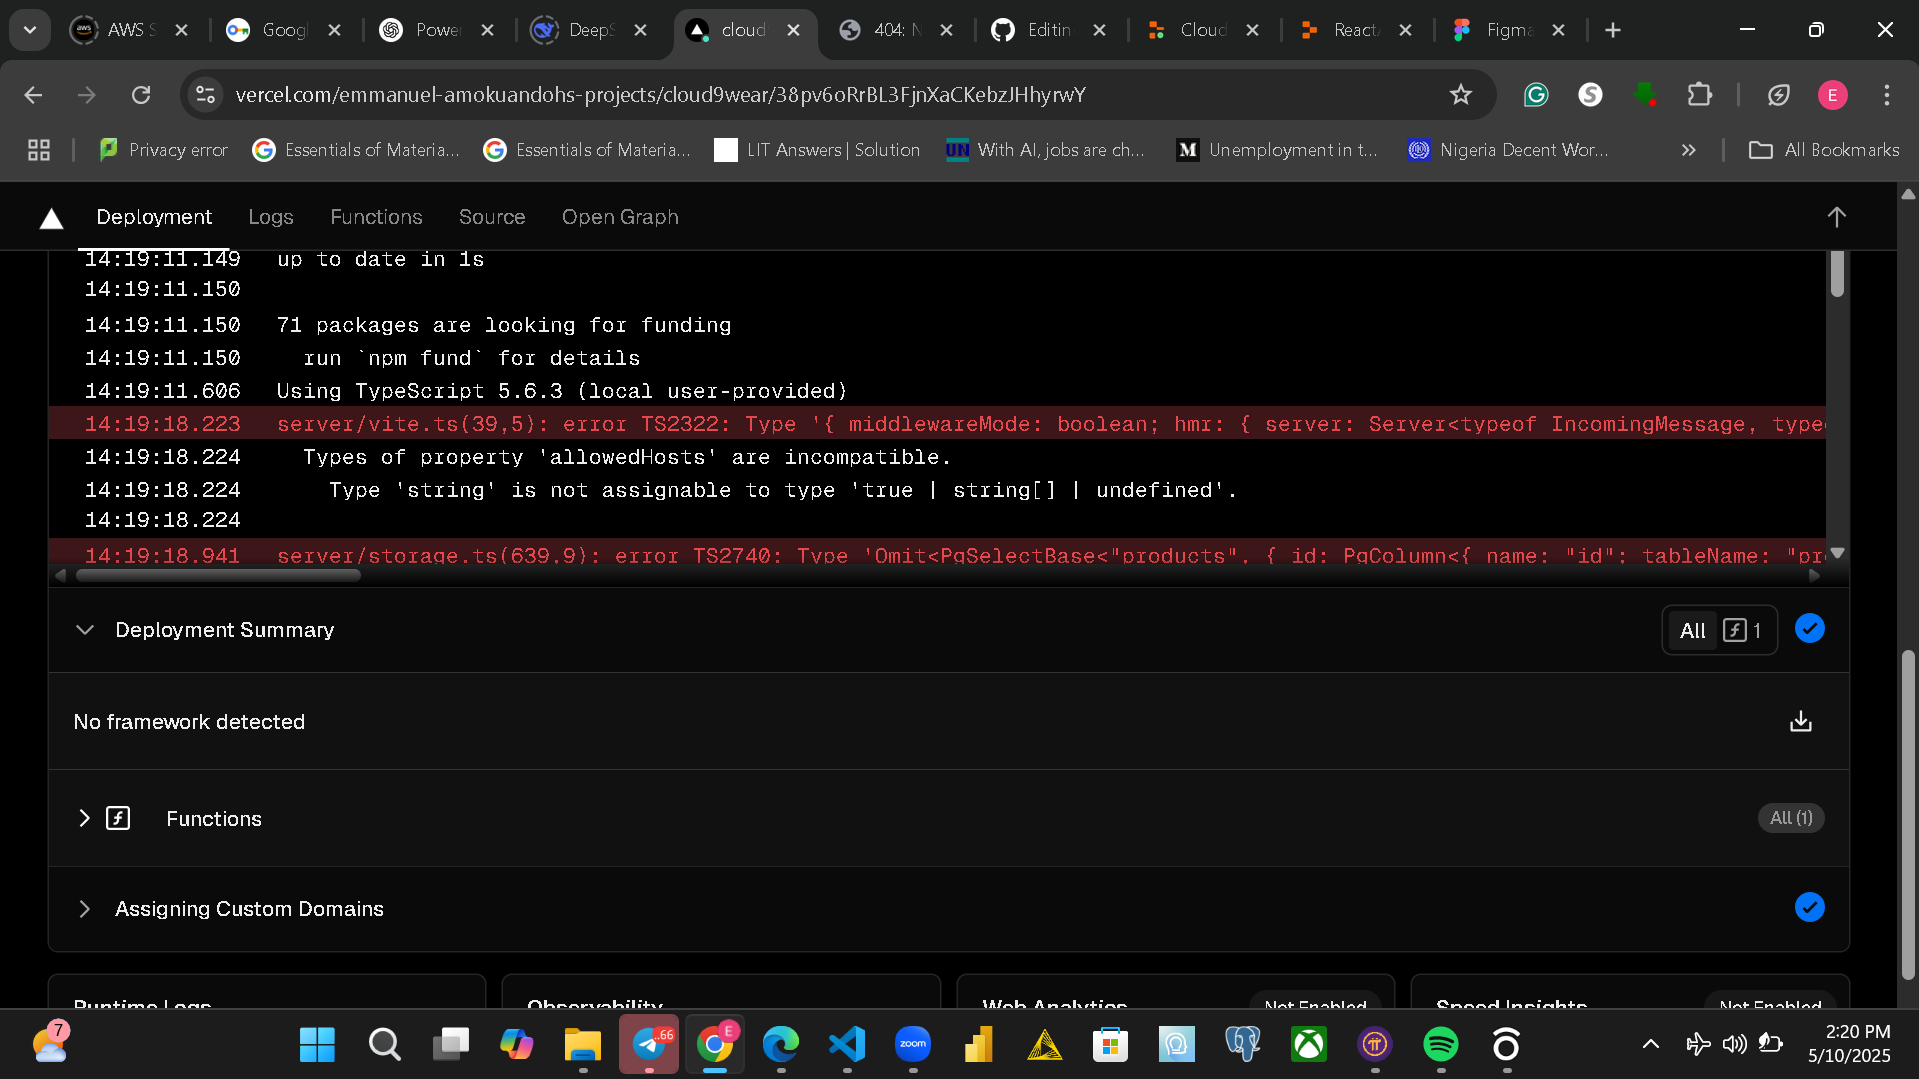 AWS S
Googl
Power
DeepS
cloud
404: N
Editin
Cloud
React
Figma
vercel.com/emmanuel-amokuandohs-projects/cloud9wear/38pv6oRrBL3FjnXaCKebzJHhyrwY
E
Privacy error
Essentials of Materia...
Essentials of Materia...
LIT Answers | Solution
With AI, jobs are ch...
Unemployment in t...
Nigeria Decent Wor...
All Bookmarks
Deployment
Logs
Functions
Source
Open Graph
14:19:11.149 up to date in 1s
14:19:11.150
14:19:11.150 71 packages are looking for funding
14:19:11.150 run `npm fund` for details
14:19:11.606 Using TypeScript 5.6.3 (local user-provided)
14:19:18.223 server/vite.ts(39,5): error TS2322: Type '{ middlewareMode: boolean; hmr: { server: Server<typeof IncomingMessage, type
14:19:18.224 Types of property 'allowedHosts' are incompatible.
14:19:18.224 Type 'string' is not assignable to type 'true | string[] | undefined'.
14:19:18.224
14:19:18.941 server/storage.ts(639,9): error TS2740: Type 'Omit<PgSelectBase<"products", { id: PgColumn<{ name: "id"; tableName: "pr
Deployment Summary
All
1
No framework detected
Functions
All (1)
Assigning Custom Domains
Runtime Logs
Observability
Web Analytics
Not Enabled
Speed Insights
Not Enabled
7
..66
E
zoom
2:20 PM
5/10/2025